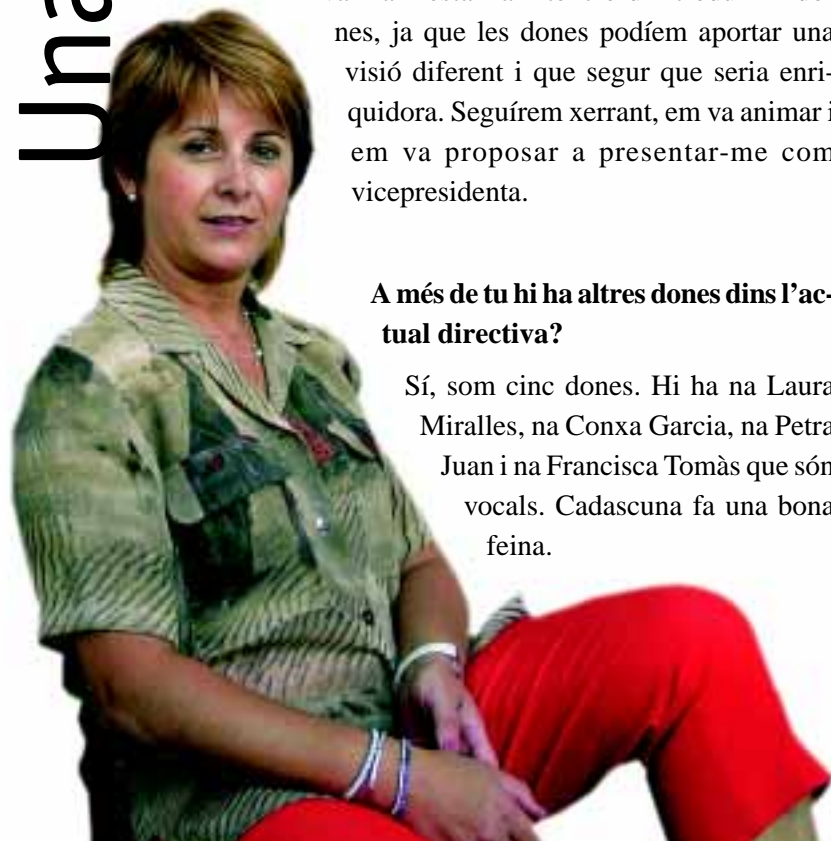 Una
nes, ja que les dones podíem aportar una
visió diferent i que segur que seria enri-
quidora. Seguírem xerrant, em va animar i
em va proposar a presentar-me com
vicepresidenta.
A més de tu hi ha altres dones dins l'ac-
tual directiva?
Sí, som cinc dones. Hi ha na Laura
Miralles, na Conxa Garcia, na Petra
Juan i na Francisca Tomàs que són
vocals. Cadascuna fa una bona
feina.